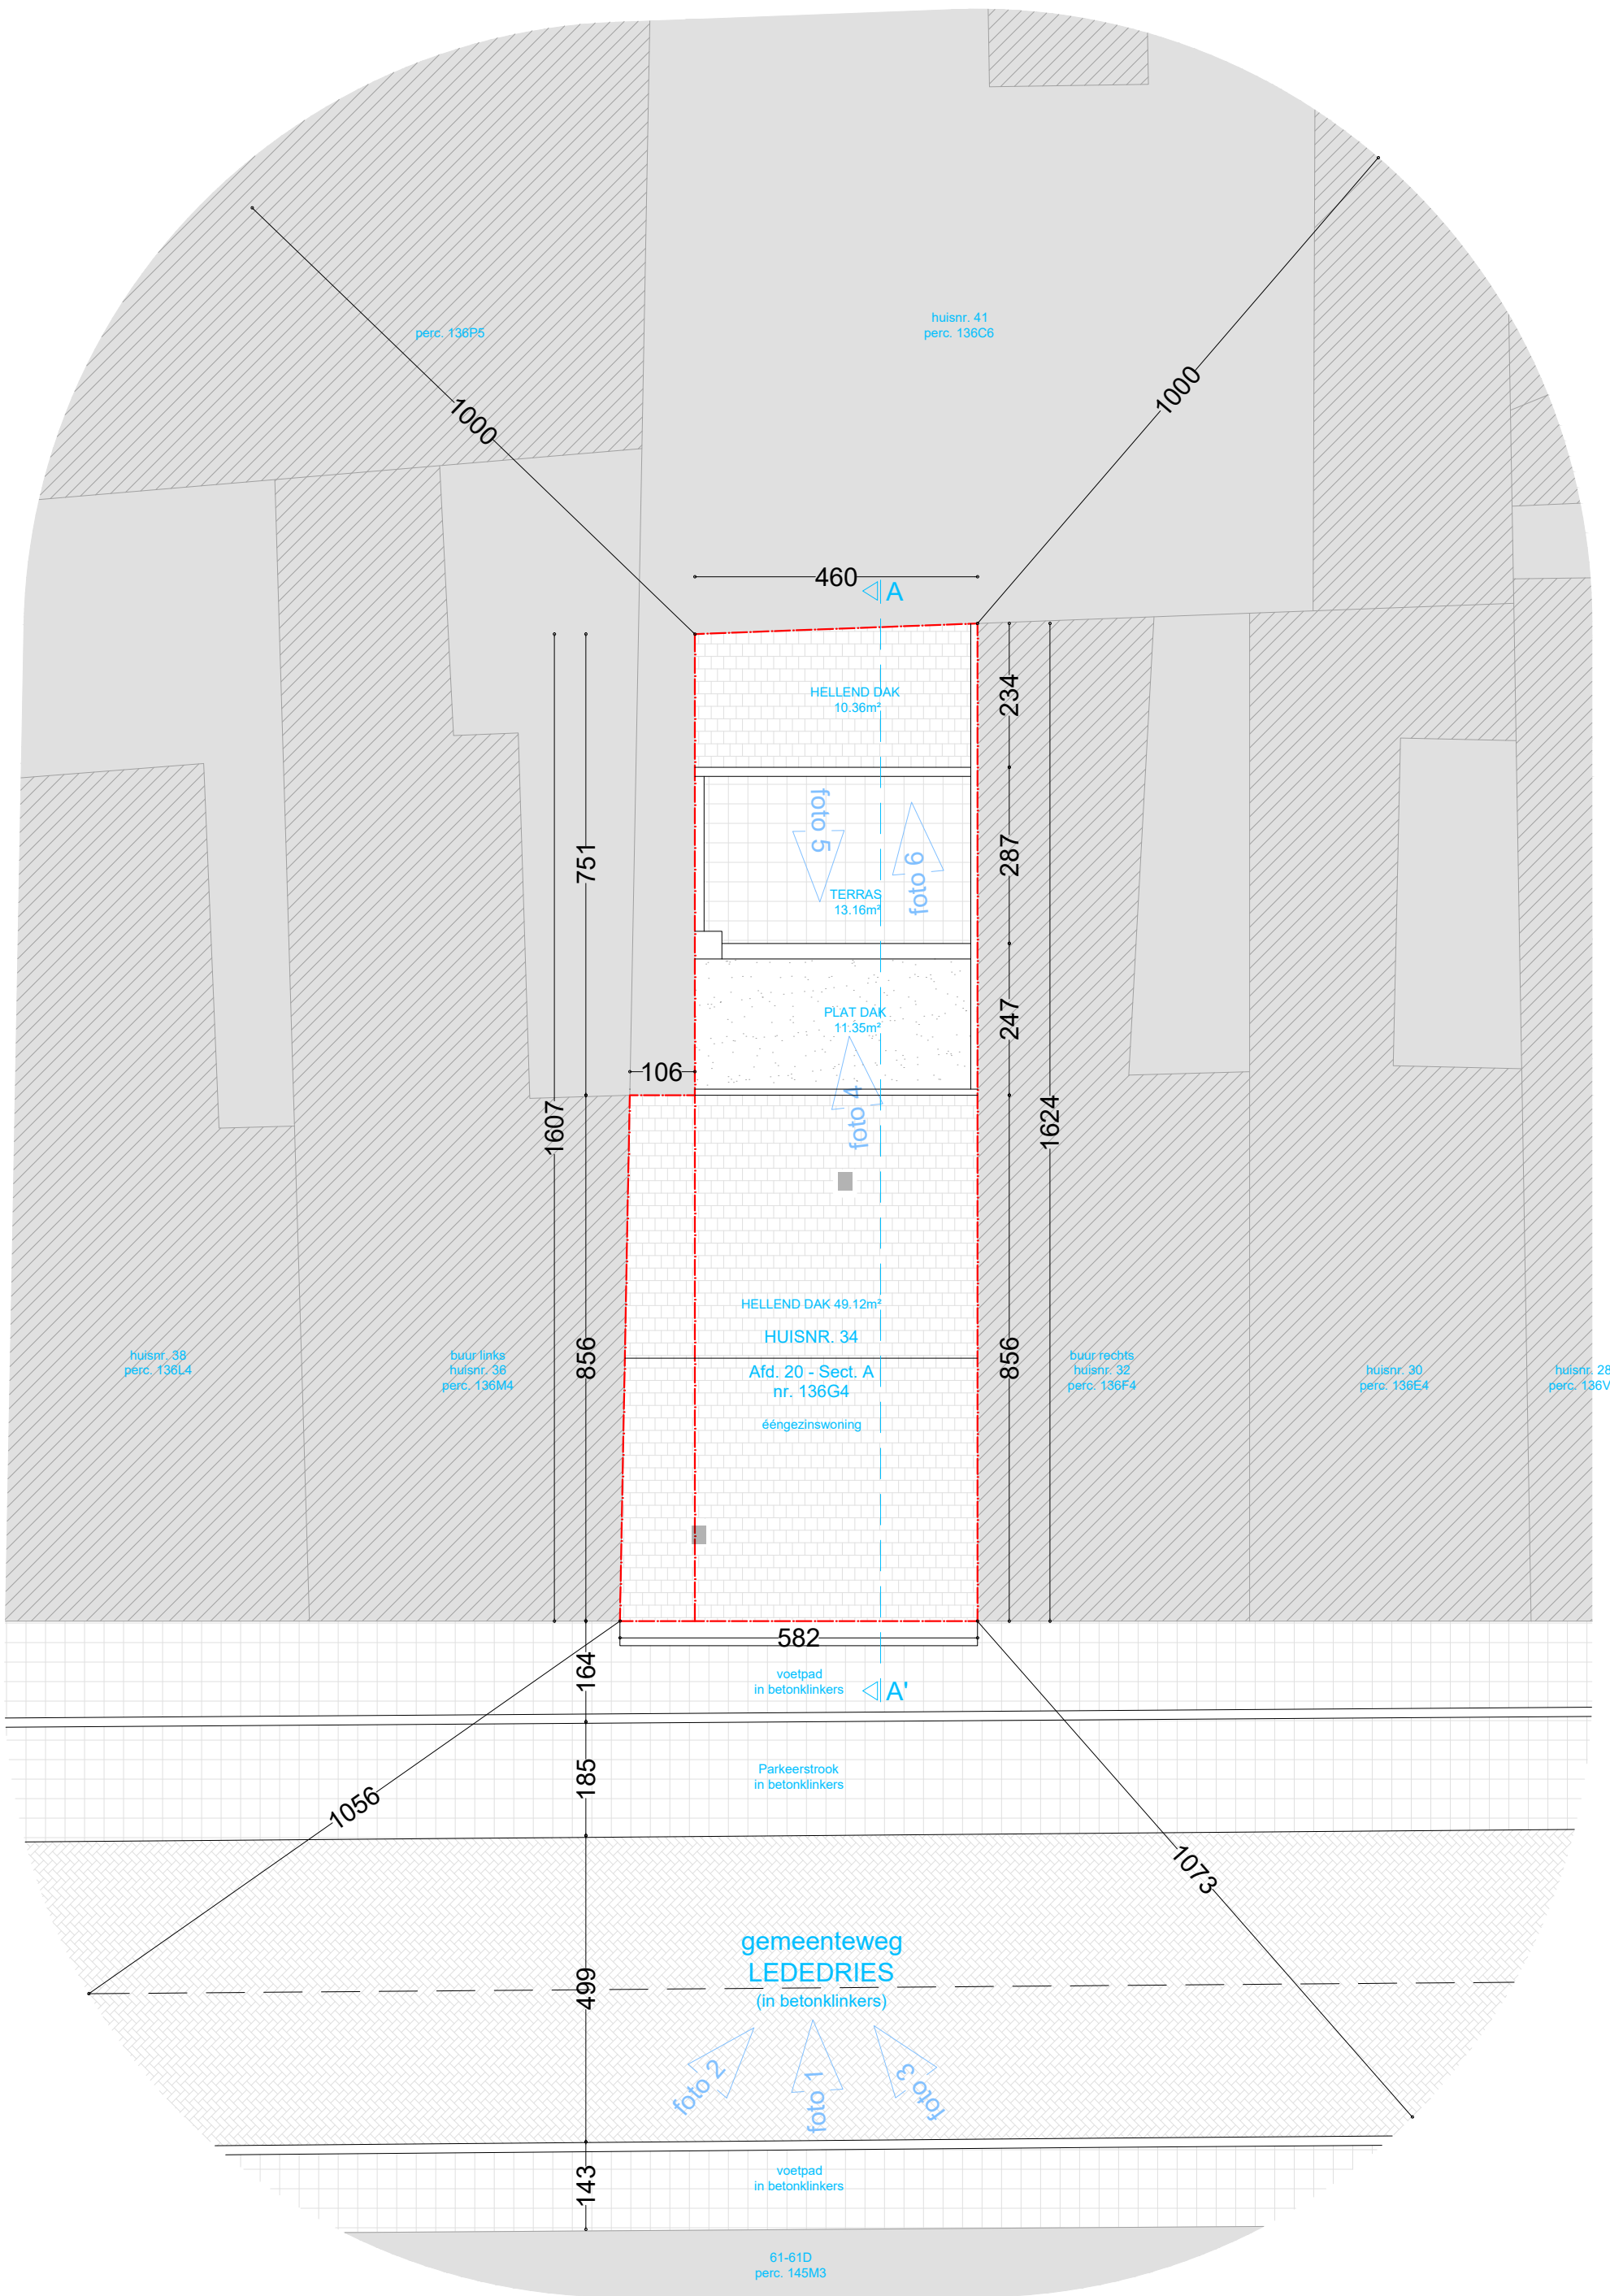 perc. 136P5
huisnr. 41
perc. 136C6
1000
1000
460
A
HELLEND DAK
10.36m²
234
751
foto 5
foto 6
287
TERRAS
13.16m²
PLAT DAK
11.35m²
247
106
foto 4
1607
1624
HELLEND DAK 49.12m²
HUISNR. 34
Afd. 20 - Sect. A
nr. 136G4
ééngezinswoning
huisnr. 38
perc. 136L4
buur links
huisnr. 36
perc. 136M4
856
856
buur rechts
huisnr. 32
perc. 136F4
huisnr. 30
perc. 136E4
huisnr. 28
perc. 136V
582
164
voetpad
in betonklinkers
A'
185
Parkeerstrook
in betonklinkers
1056
1073
gemeenteweg
LEDEDRIES
(in betonklinkers)
499
foto 2
foto 1
foto 3
143
voetpad
in betonklinkers
61-61D
perc. 145M3